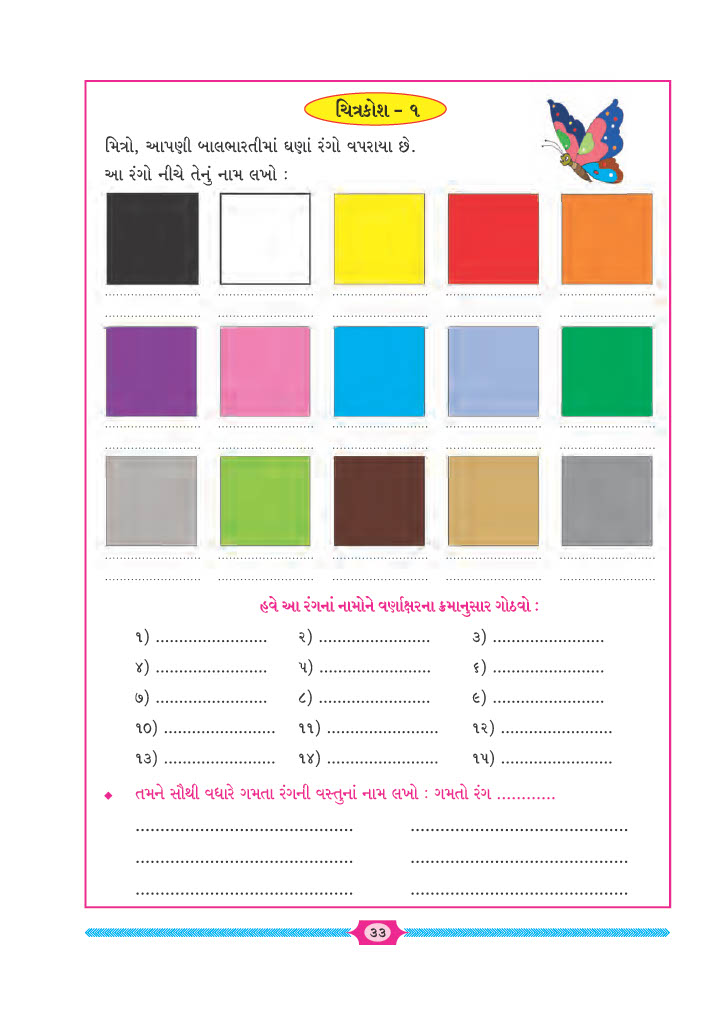 ચિત્રકોશ - ૧
મિત્રો, આપણી બાલભારતીમાં ઘણાં રંગો વપરાયા છે.
આ રંગો નીચે તેનું નામ લખો :
હવે આ રંગનાં નામોને વર્ણાક્ષરના ક્રમાનુસાર ગોઠવો :
૧) ........................ ૨) ........................ ૩) ........................
૪) ........................ ૫) ........................ ૬) ........................
૭) ........................ ૮) ........................ ૯) ........................
૧૦) ........................ ૧૧) ........................ ૧૨) ........................
૧૩) ........................ ૧૪) ........................ ૧૫) ........................
◆ તમને સૌથી વધારે ગમતા રંગની વસ્તુનાં નામ લખો : ગમતો રંગ ............
૩૩